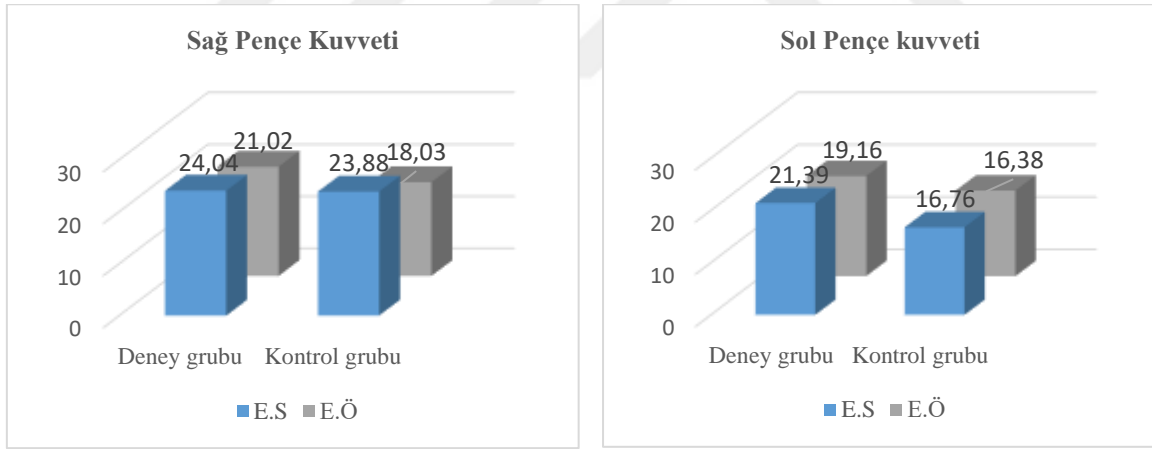 Sağ Pençe Kuvveti
24,04 21,02 23,88 18,03
30
20
10
0
Deney grubu Kontrol grubu
E.S E.Ö
Sol Pençe kuvveti
21,39 19,16 16,76 16,38
30
20
10
0
Deney grubu Kontrol grubu
E.S E.Ö